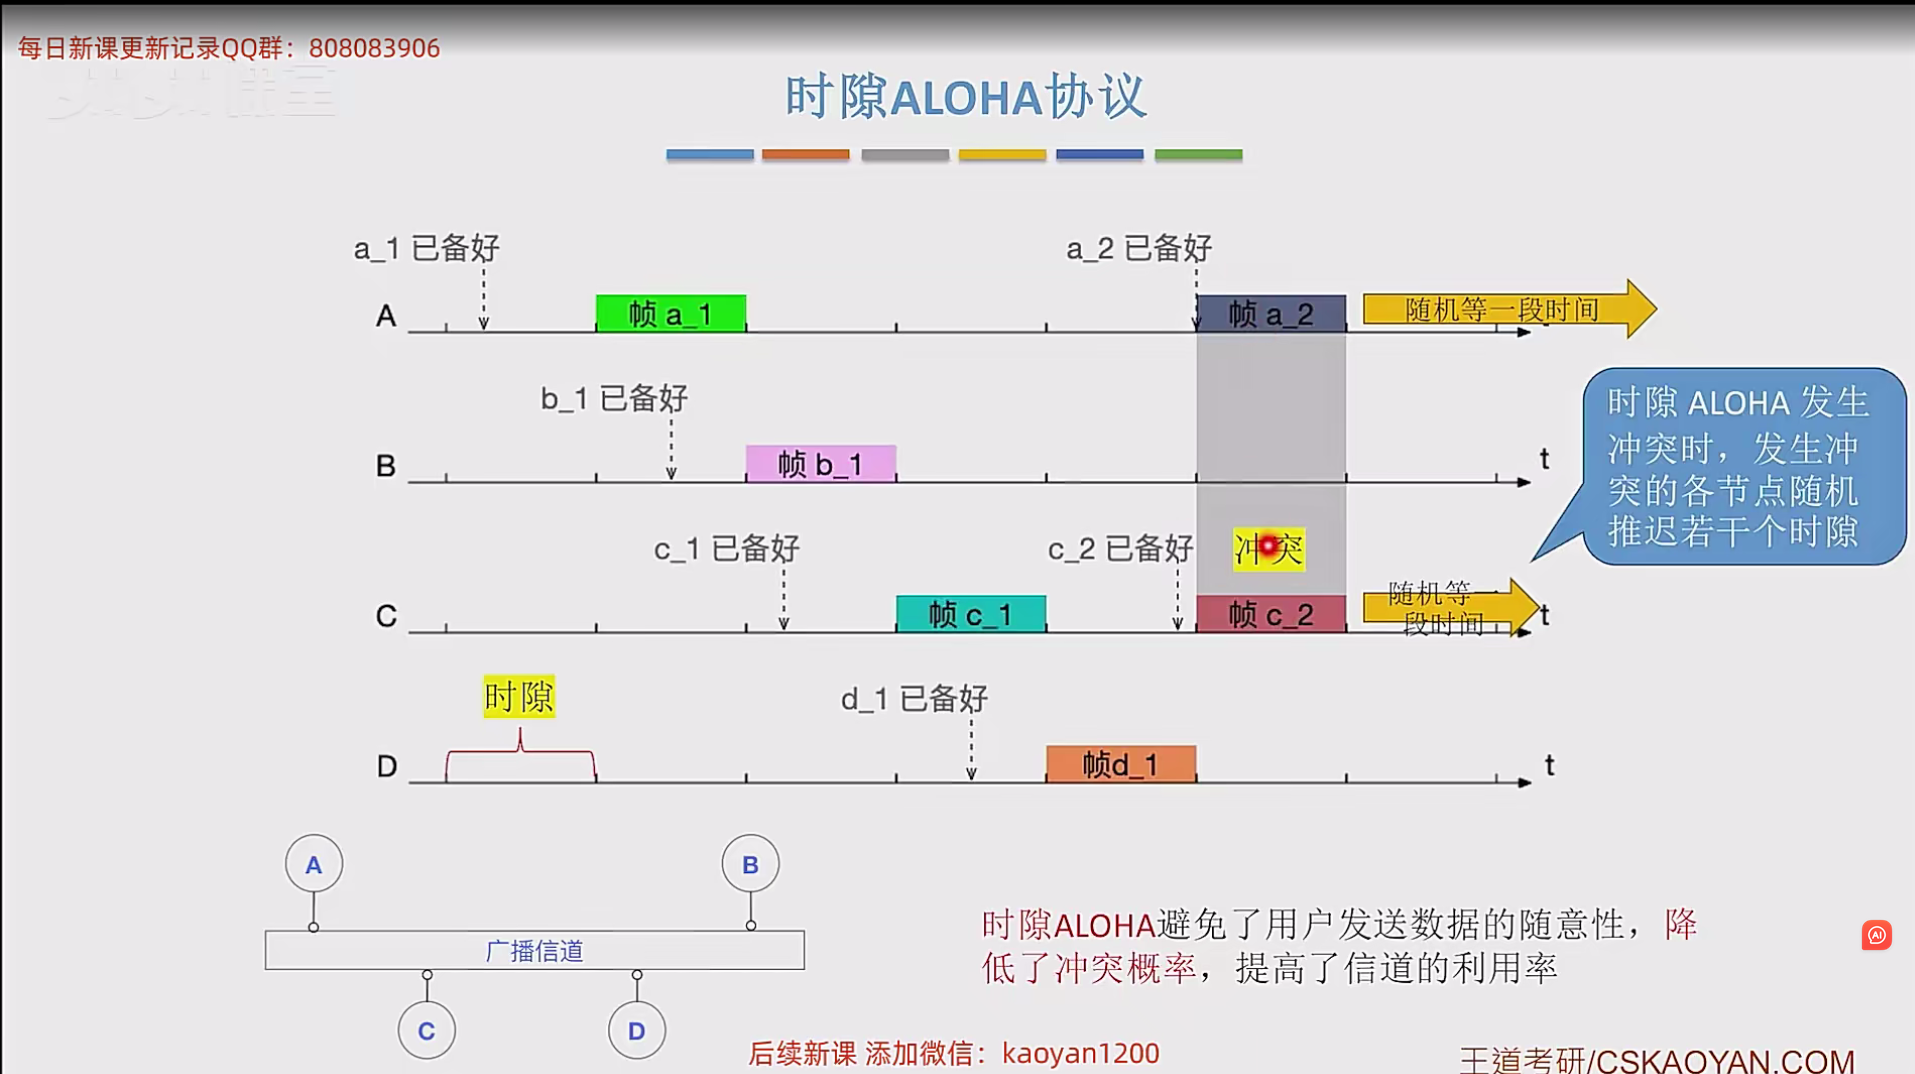 每日新课更新记录QQ群：808083906
时隙ALOHA协议
a_1 已备好
a_2 已备好
A
帧 a_1
帧 a_2
随机等一段时间
b_1 已备好
B
帧 b_1
t
时隙 ALOHA 发生
冲突时，发生冲
突的各节点随机
推迟若干个时隙
c_1 已备好
c_2 已备好
冲突
C
帧 c_1
帧 c_2
随机等一
段时间
t
时隙
d_1 已备好
D
帧d_1
t
A
B
广播信道
C
D
时隙ALOHA避免了用户发送数据的随意性，降
低了冲突概率，提高了信道的利用率
AI
后续新课 添加微信：kaoyan1200
王道考研/CSKAOYAN.COM